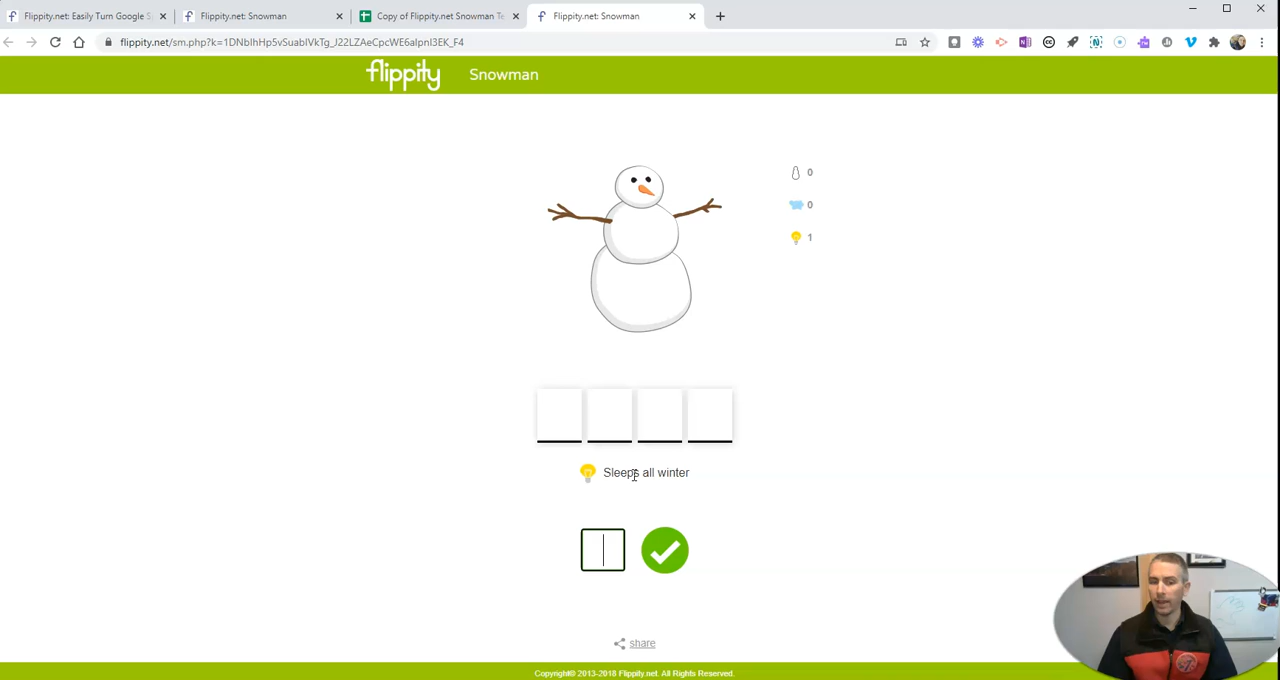 Flippity.net: Easily Turn Google S
Flippity.net: Snowman
Copy of Flippity.net Snowman Te
Flippity.net: Snowman
flippity.net/sm.php?k=1DNbIhHp5vSuabIVkTg_J22LZAeCpcWE6aIpnI3EK_F4
flippity
Snowman
0
0
1
Sleeps all winter
share
Copyright© 2013-2018 Flippity.net. All Rights Reserved.